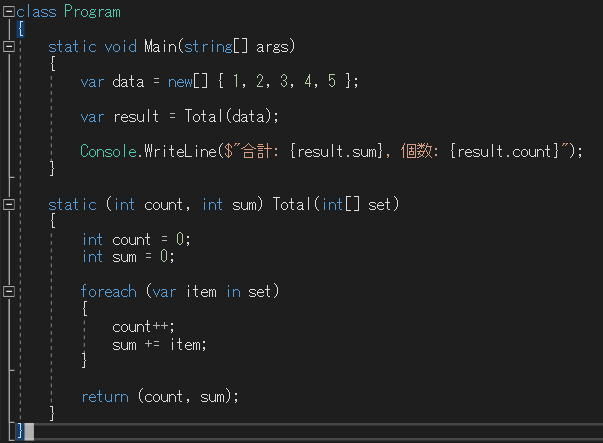 class Program
{
    static void Main(string[] args)
    {
        var data = new[] { 1, 2, 3, 4, 5 };
        var result = Total(data);
        Console.WriteLine($"合計: {result.sum}, 個数: {result.count}");
    }
    static (int count, int sum) Total(int[] set)
    {
        int count = 0;
        int sum = 0;
        foreach (var item in set)
        {
            count++;
            sum += item;
        }
        return (count, sum);
    }
}